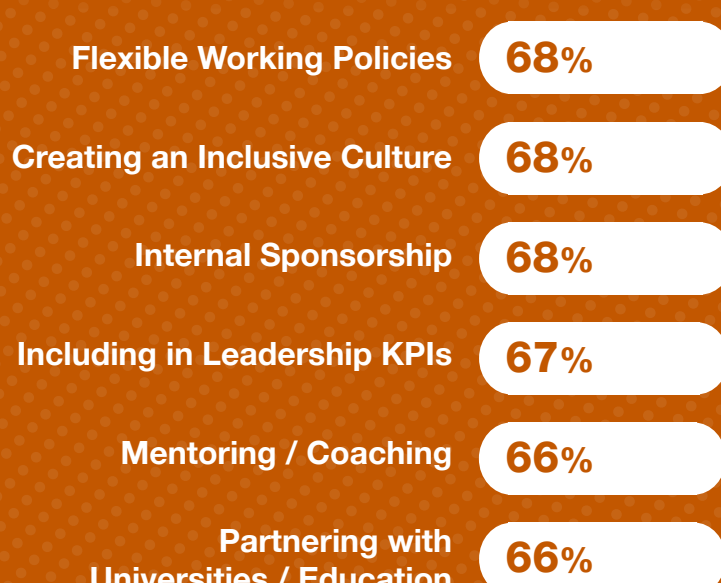 Flexible Working Policies 68%
Creating an Inclusive Culture 68%
Internal Sponsorship 68%
Including in Leadership KPIs 67%
Mentoring / Coaching 66%
Partnering with
Universities / Education 66%